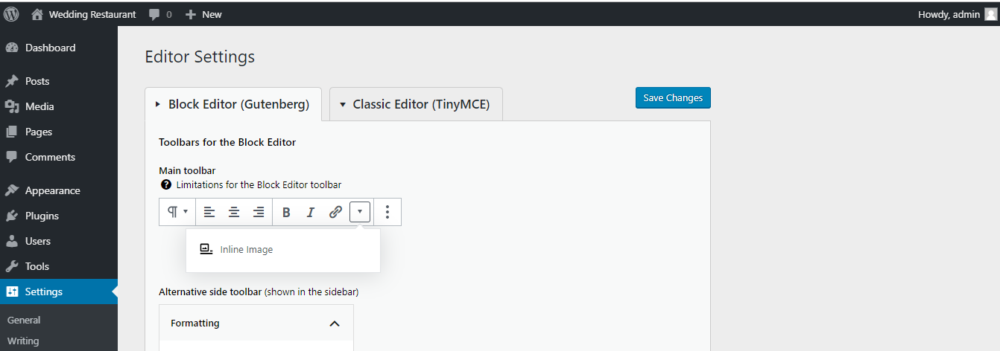 Wedding Restaurant 0 New Howdy, admin
Dashboard
Posts
Media
Pages
Comments
Appearance
Plugins
Users
Tools
Settings
General
Writing
Editor Settings
Block Editor (Gutenberg) Classic Editor (TinyMCE) Save Changes
Toolbars for the Block Editor
Main toolbar
Limitations for the Block Editor toolbar
B I
Inline Image
Alternative side toolbar (shown in the sidebar)
Formatting